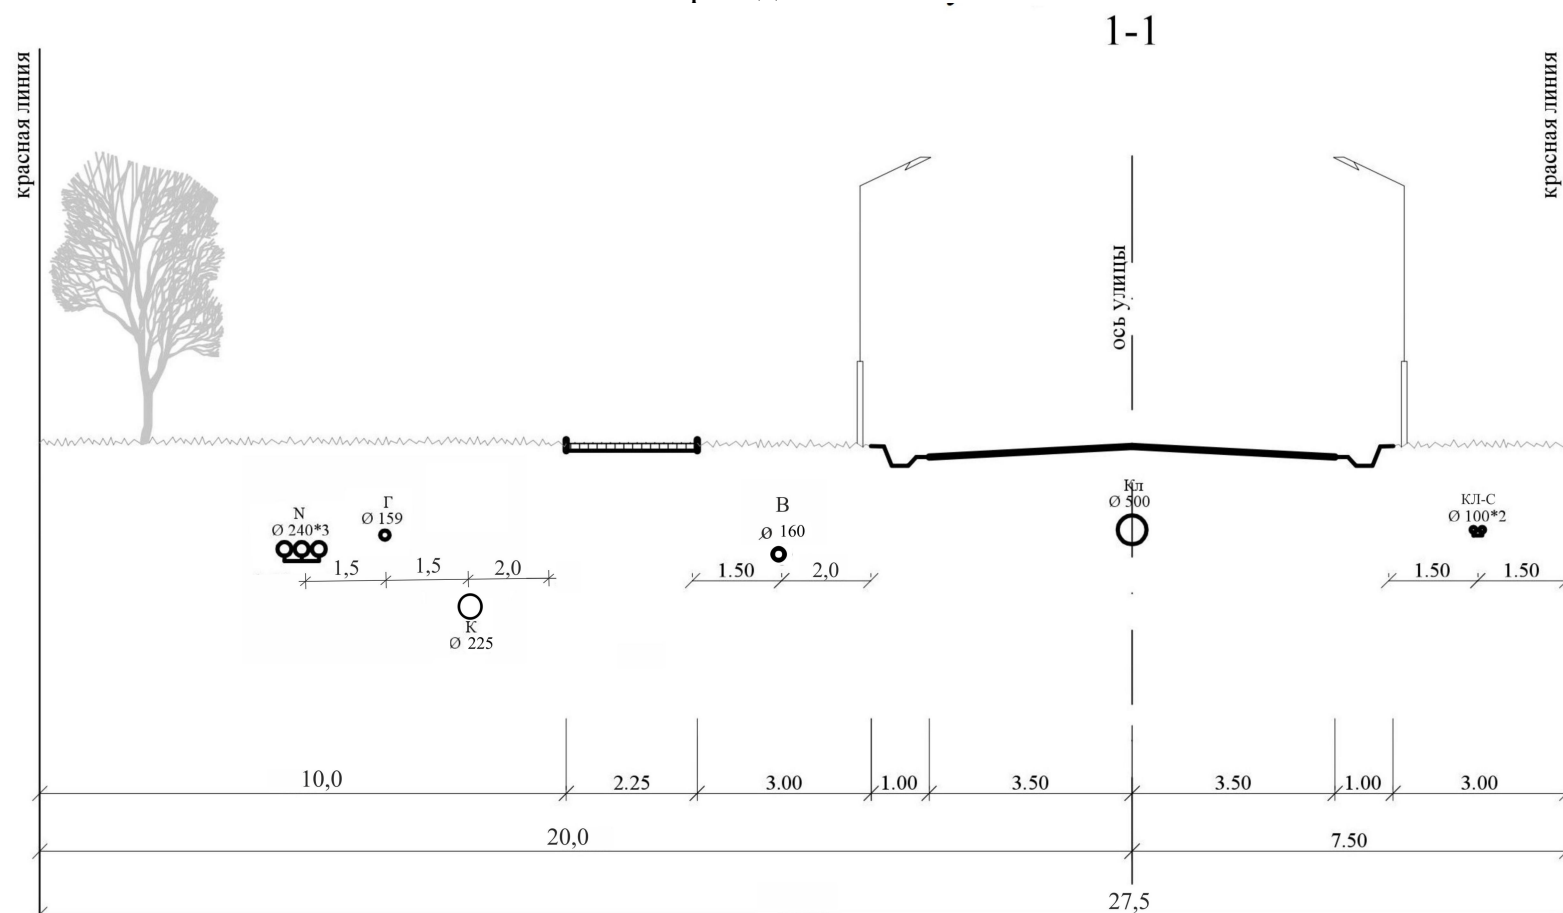 1-1
красная линия
красная линия
ось улицы
N
Ø 240*3
Г
Ø 159
1,5
1,5
2,0
К
Ø 225
В
Ø 160
1.50
2,0
Кл
Ø 500
КЛ-С
Ø 100*2
1.50
1.50
10,0
2.25
3.00
1.00
3.50
3.50
1.00
3.00
20,0
7.50
27,5